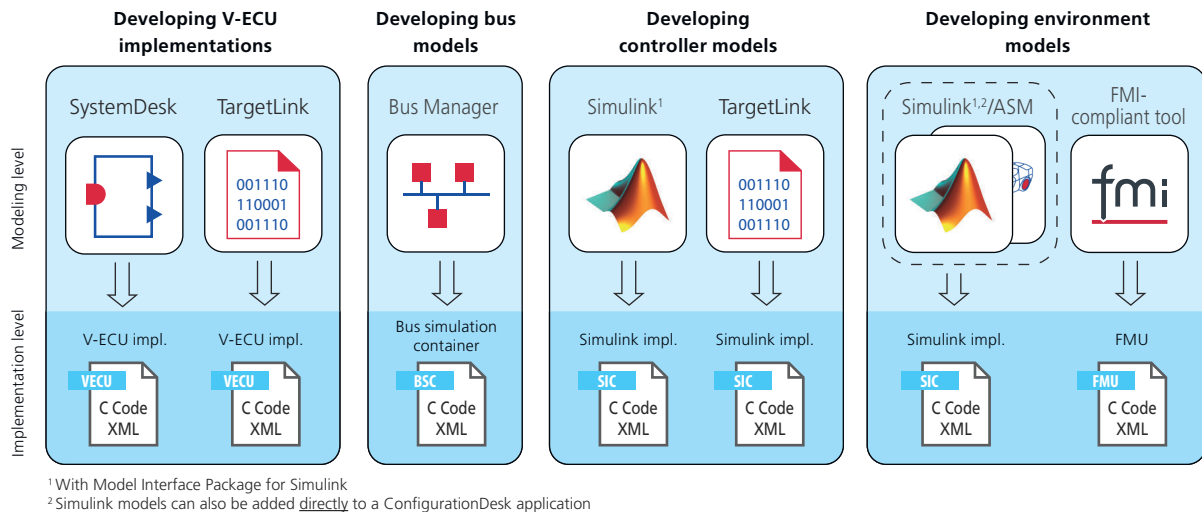 Developing V-ECU
implementations
Developing bus
models
Developing
controller models
Developing environment
models
Modeling level
SystemDesk
TargetLink
001110
110001
001110
Bus Manager
Simulink¹
TargetLink
001110
110001
001110
Simulink¹,²/ASM
FMI-
compliant tool
fmi
Implementation level
V-ECU impl.
VECU
C Code
XML
V-ECU impl.
VECU
C Code
XML
Bus simulation
container
BSC
C Code
XML
Simulink impl.
SIC
C Code
XML
Simulink impl.
SIC
C Code
XML
Simulink impl.
SIC
C Code
XML
FMU
FMU
C Code
XML
¹ With Model Interface Package for Simulink
² Simulink models can also be added directly to a ConfigurationDesk application